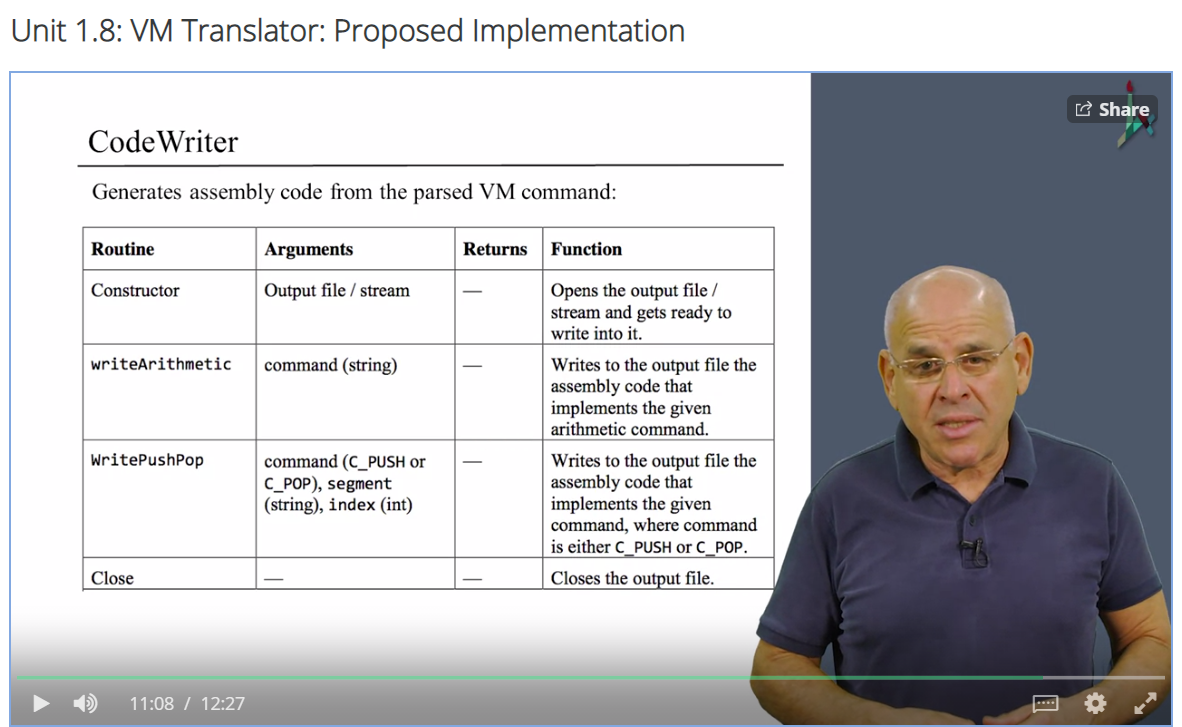 Unit 1.8: VM Translator: Proposed Implementation
Share
CodeWriter
Generates assembly code from the parsed VM command:
Routine Arguments Returns Function
Constructor Output file / stream — Opens the output file /
stream and gets ready to
write into it.
writeArithmetic command (string) — Writes to the output file the
assembly code that
implements the given
arithmetic command.
WritePushPop command (C_PUSH or — Writes to the output file the
C_POP), segment assembly code that
(string), index (int) implements the given
command, where command
is either C_PUSH or C_POP.
Close — — Closes the output file.
11:08 / 12:27